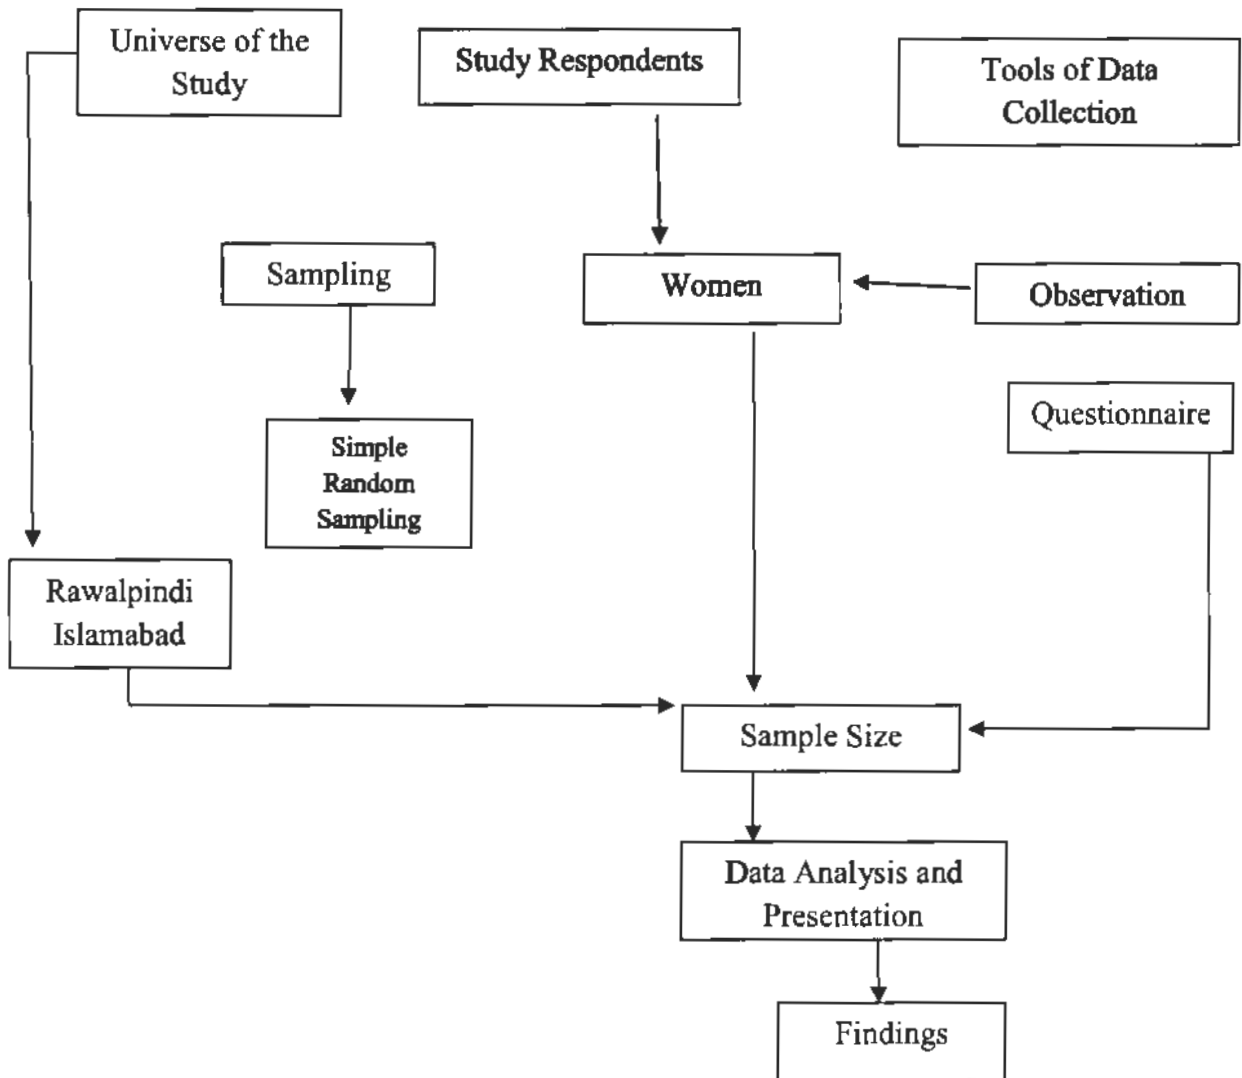 Universe of the
Study
Study Respondents
Tools of Data
Collection
Sampling
Women
Observation
Questionnaire
Simple
Random
Sampling
Rawalpindi
Islamabad
Sample Size
Data Analysis and
Presentation
Findings